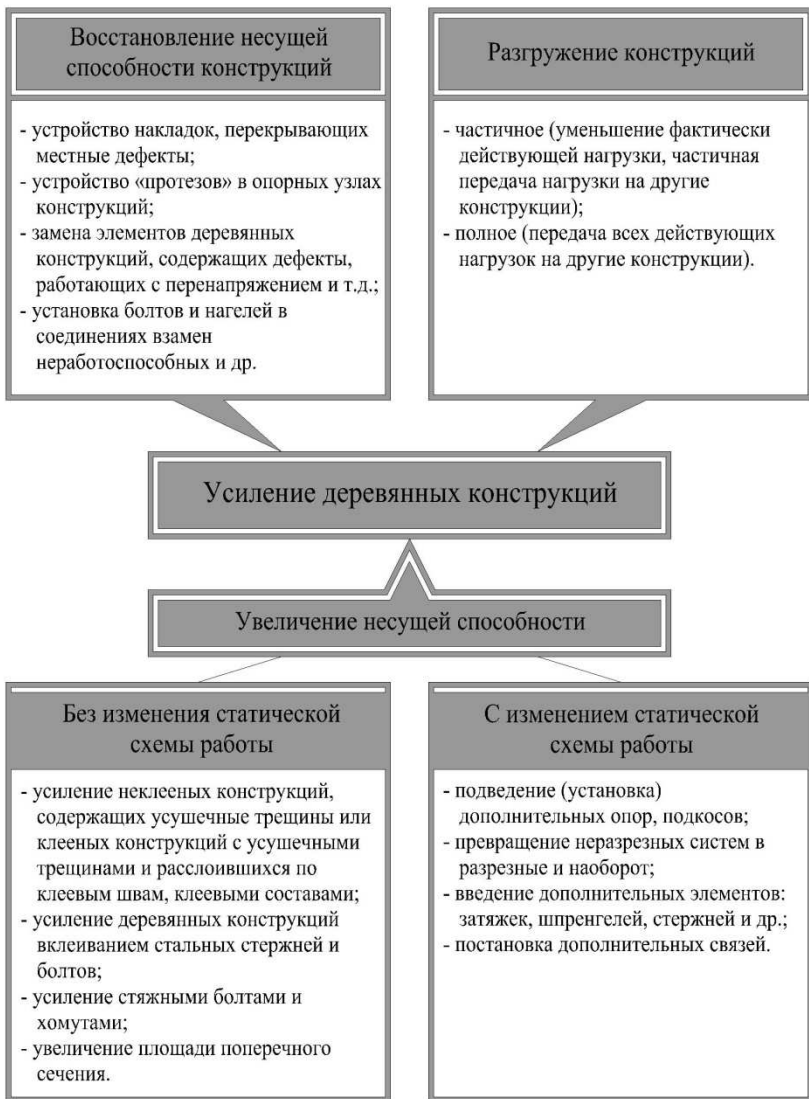 Восстановление несущей
способности конструкций
- устройство накладок, перекрывающих
местные дефекты;
- устройство «протезов» в опорных узлах
конструкций;
- замена элементов деревянных
конструкций, содержащих дефекты,
работающих с перенапряжением и т.д.;
- установка болтов и нагелей в
соединениях взамен
неработоспособных и др.
Разгружение конструкций
- частичное (уменьшение фактически
действующей нагрузки, частичная
передача нагрузки на другие
конструкции);
- полное (передача всех действующих
нагрузок на другие конструкции).
Усиление деревянных конструкций
Увеличение несущей способности
Без изменения статической
схемы работы
- усиление неклееных конструкций,
содержащих усушечные трещины или
клееных конструкций с усушечными
трещинами и расслоившихся по
клеевым швам, клеевыми составами;
- усиление деревянных конструкций
вклеиванием стальных стержней и
болтов;
- усиление стяжными болтами и
хомутами;
- увеличение площади поперечного
сечения.
С изменением статической
схемы работы
- подведение (установка)
дополнительных опор, подкосов;
- превращение неразрезных систем в
разрезные и наоборот;
- введение дополнительных элементов:
затяжек, шпренгелей, стержней и др.;
- постановка дополнительных связей.